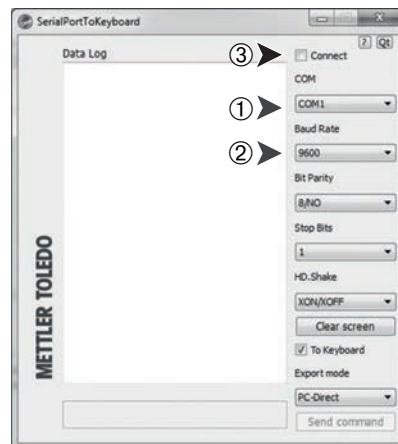 SerialPortToKeyboard
? Qt
Data Log
③ Connect
COM
① COM1
Baud Rate
② 9600
Bit Parity
8/NO
Stop Bits
1
HD.Shake
XON/XOFF
Clear screen
To Keyboard
Export mode
PC-Direct
Send command
METTLER TOLEDO